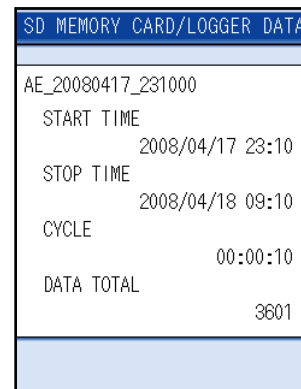 SD MEMORY CARD/LOGGER DATA
AE_20080417_231000
START TIME
2008/04/17 23:10
STOP TIME
2008/04/18 09:10
CYCLE
00:00:10
DATA TOTAL
3601